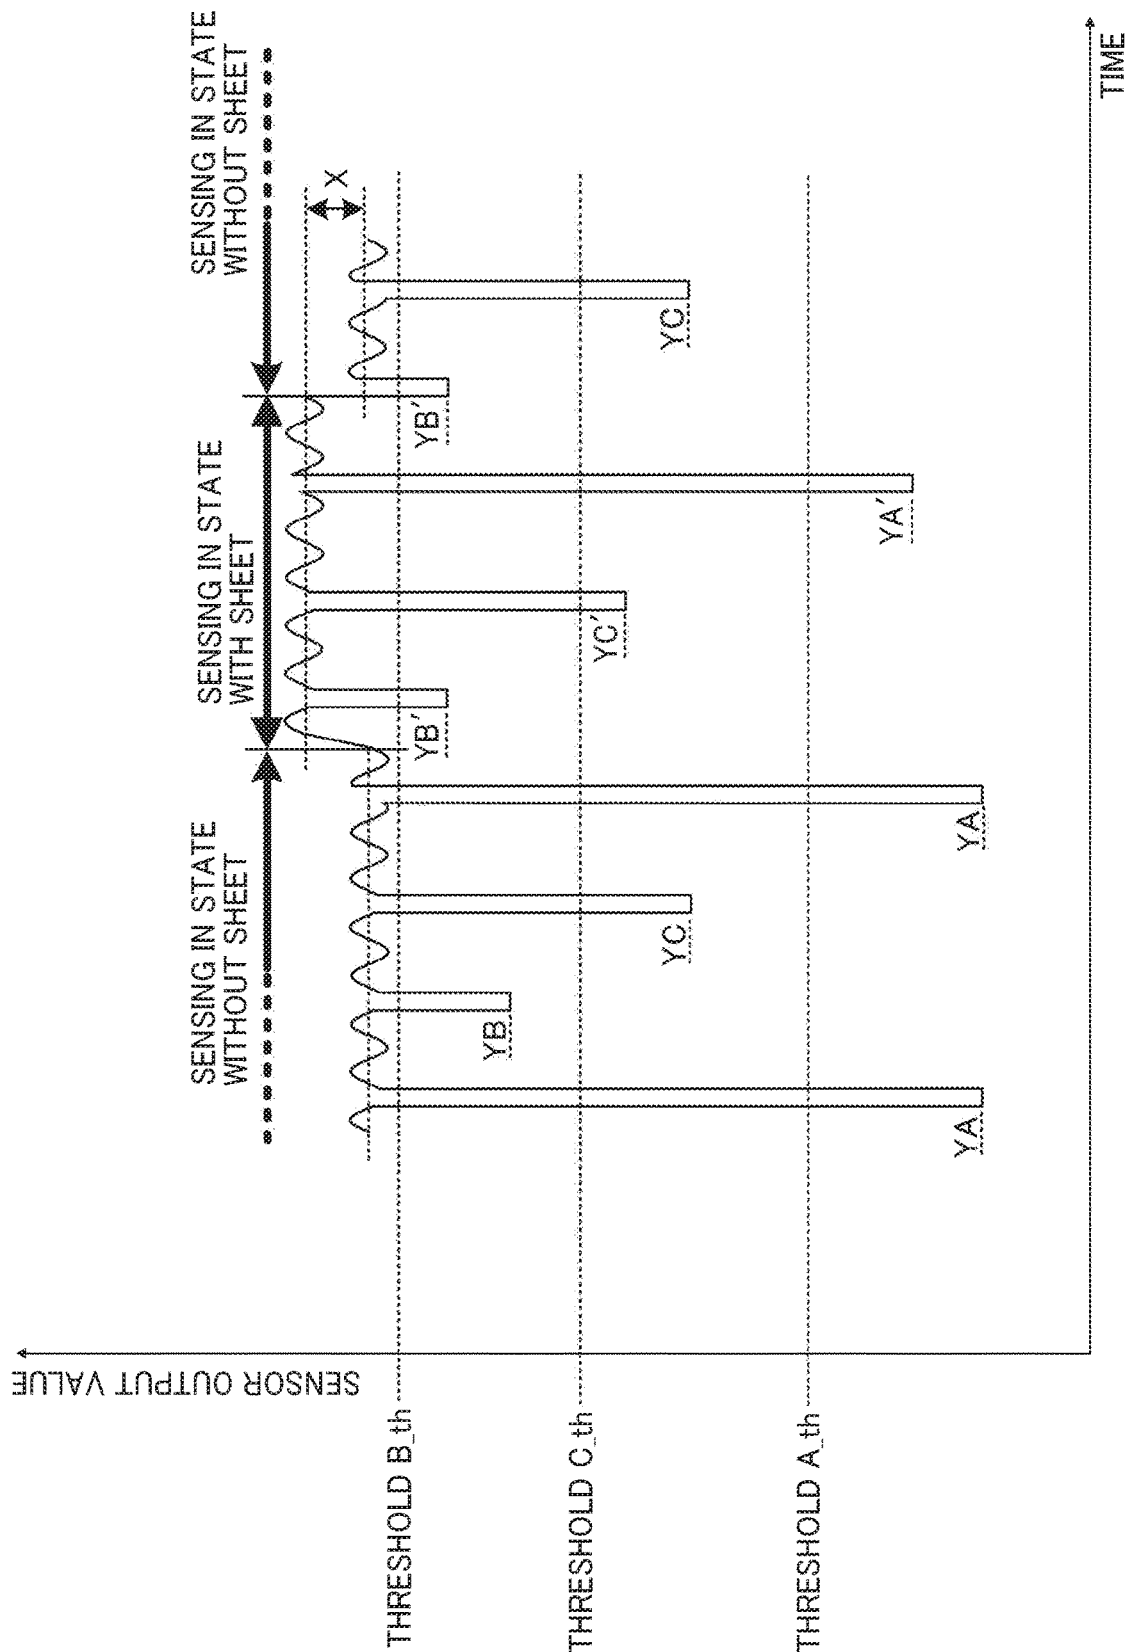 SENSOR OUTPUT VALUE
SENSING IN STATE
WITHOUT SHEET
SENSING IN STATE
WITH SHEET
SENSING IN STATE
WITHOUT SHEET
X
THRESHOLD B_th
THRESHOLD C_th
THRESHOLD A_th
YA
YB
YC
YA
YB′
YC′
YA′
YB′
YC
TIME